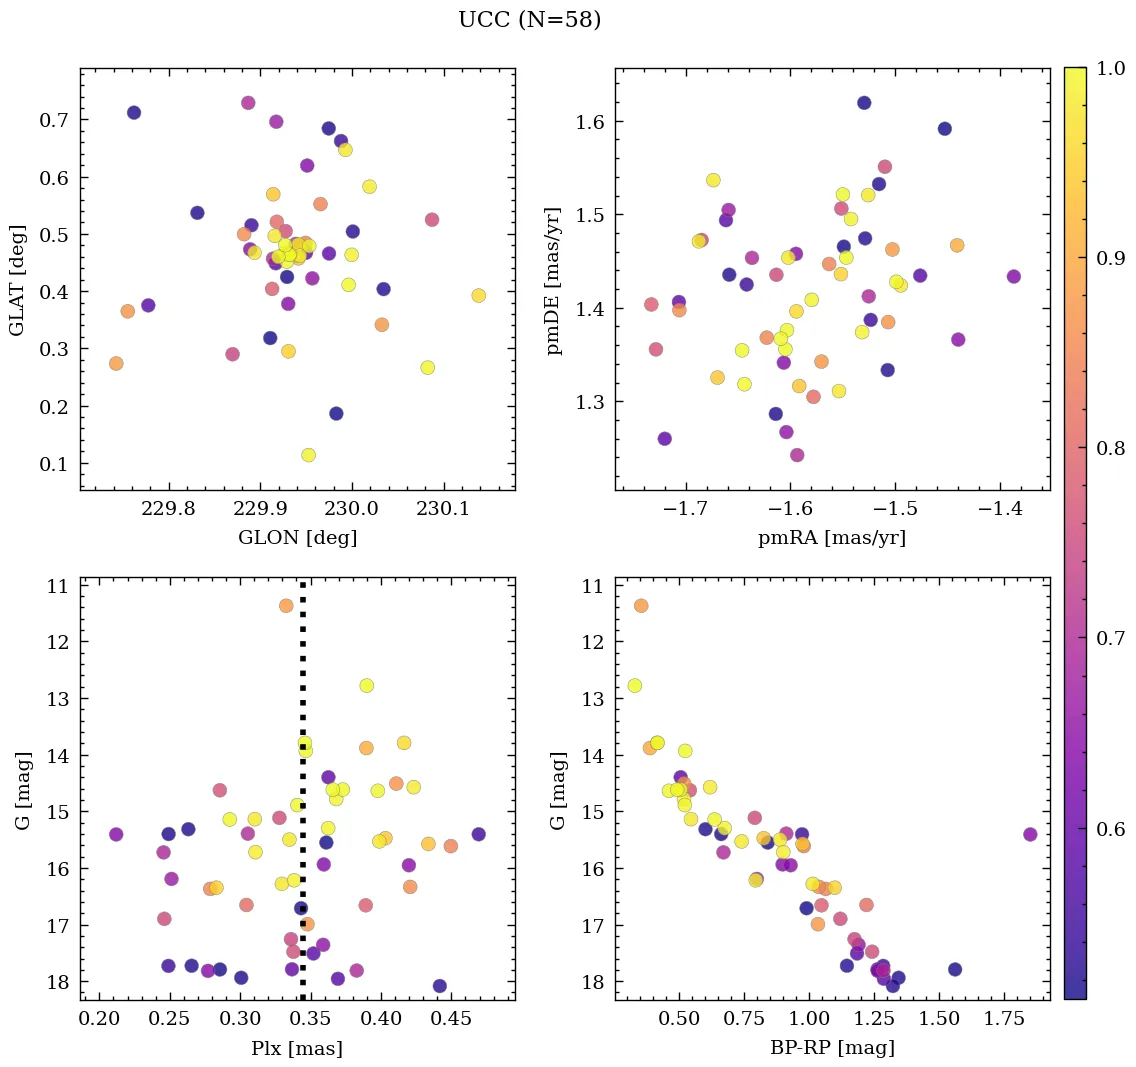 UCC (N=58)
0.7
0.6
0.5
0.4
0.3
0.2
0.1
GLAT [deg]
229.8 229.9 230.0 230.1
GLON [deg]
1.6
1.5
1.4
1.3
pmDE [mas/yr]
−1.7 −1.6 −1.5 −1.4
pmRA [mas/yr]
1.0
0.9
0.8
0.7
0.6
11
12
13
14
15
16
17
18
G [mag]
0.20 0.25 0.30 0.35 0.40 0.45
Plx [mas]
11
12
13
14
15
16
17
18
G [mag]
0.50 0.75 1.00 1.25 1.50 1.75
BP-RP [mag]